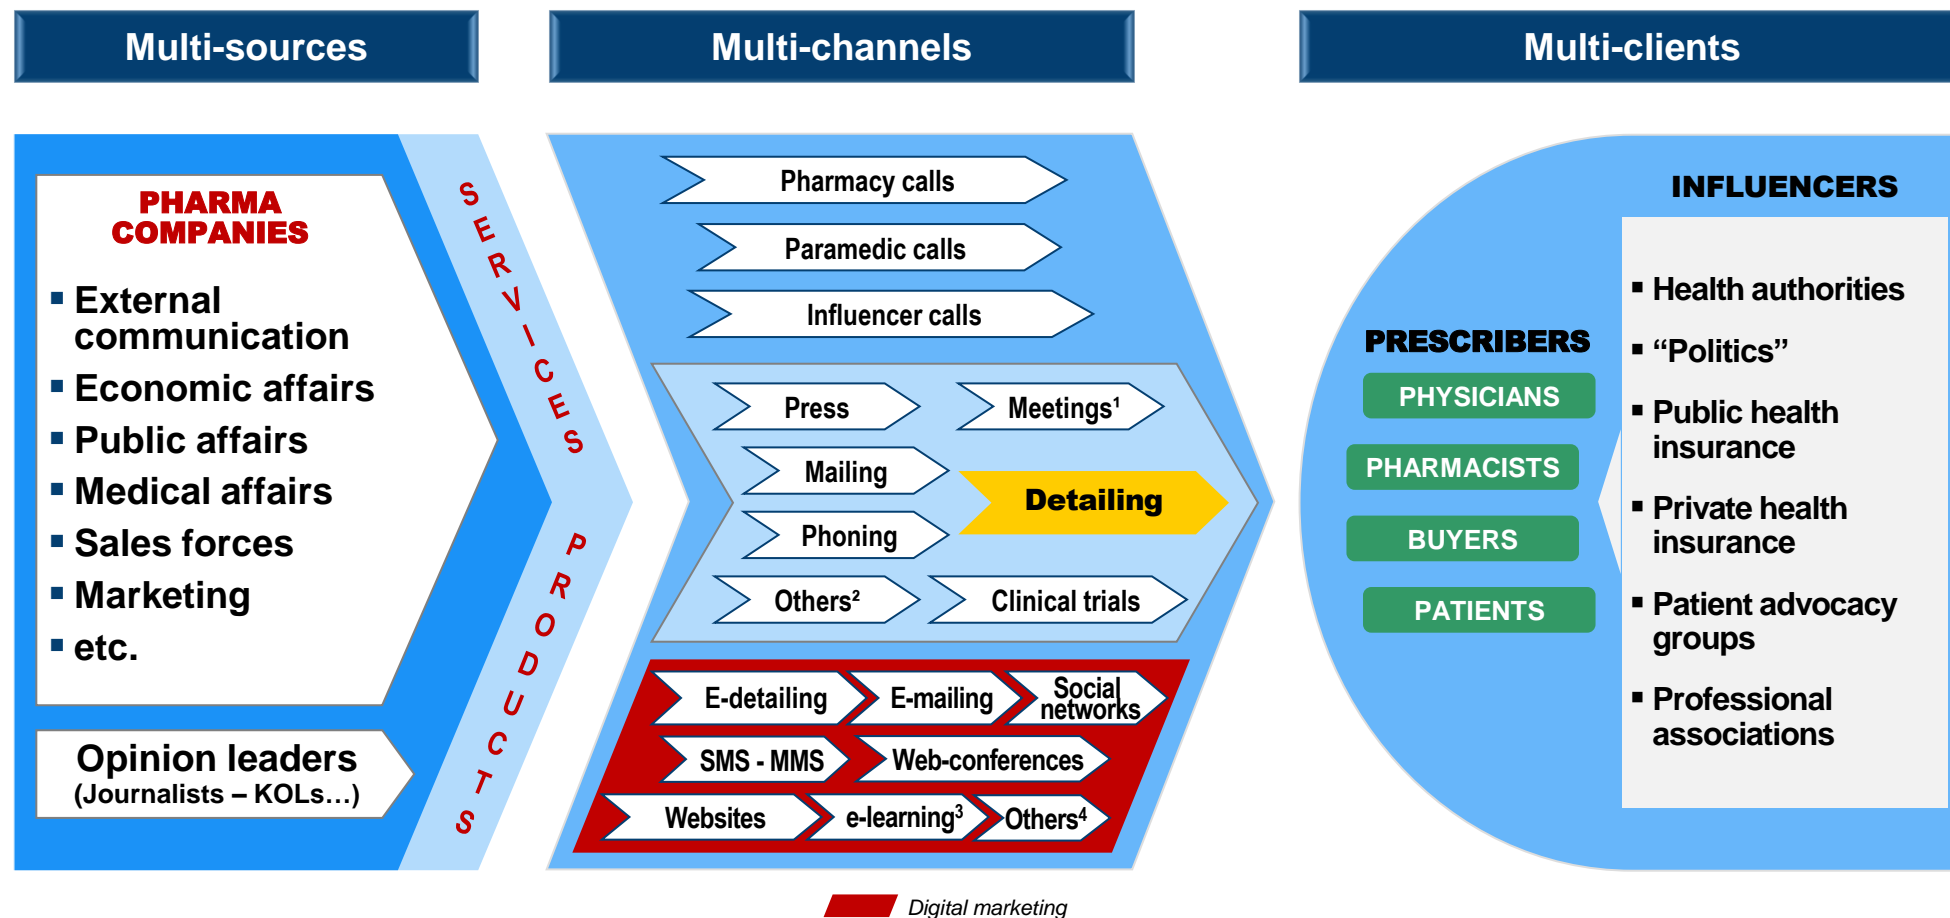 Multi-sources
Multi-channels
Multi-clients
PHARMA
COMPANIES
▪ External
communication
▪ Economic affairs
▪ Public affairs
▪ Medical affairs
▪ Sales forces
▪ Marketing
▪ etc.
Opinion leaders
(Journalists – KOLs…)
SERVICES
PRODUCTS
Pharmacy calls
Paramedic calls
Influencer calls
Press
Meetings¹
Mailing
Detailing
Phoning
Others²
Clinical trials
E-detailing
E-mailing
Social
networks
SMS - MMS
Web-conferences
Websites
e-learning³
Others⁴
Digital marketing
PRESCRIBERS
PHYSICIANS
PHARMACISTS
BUYERS
PATIENTS
INFLUENCERS
▪ Health authorities
▪ “Politics”
▪ Public health
insurance
▪ Private health
insurance
▪ Patient advocacy
groups
▪ Professional
associations